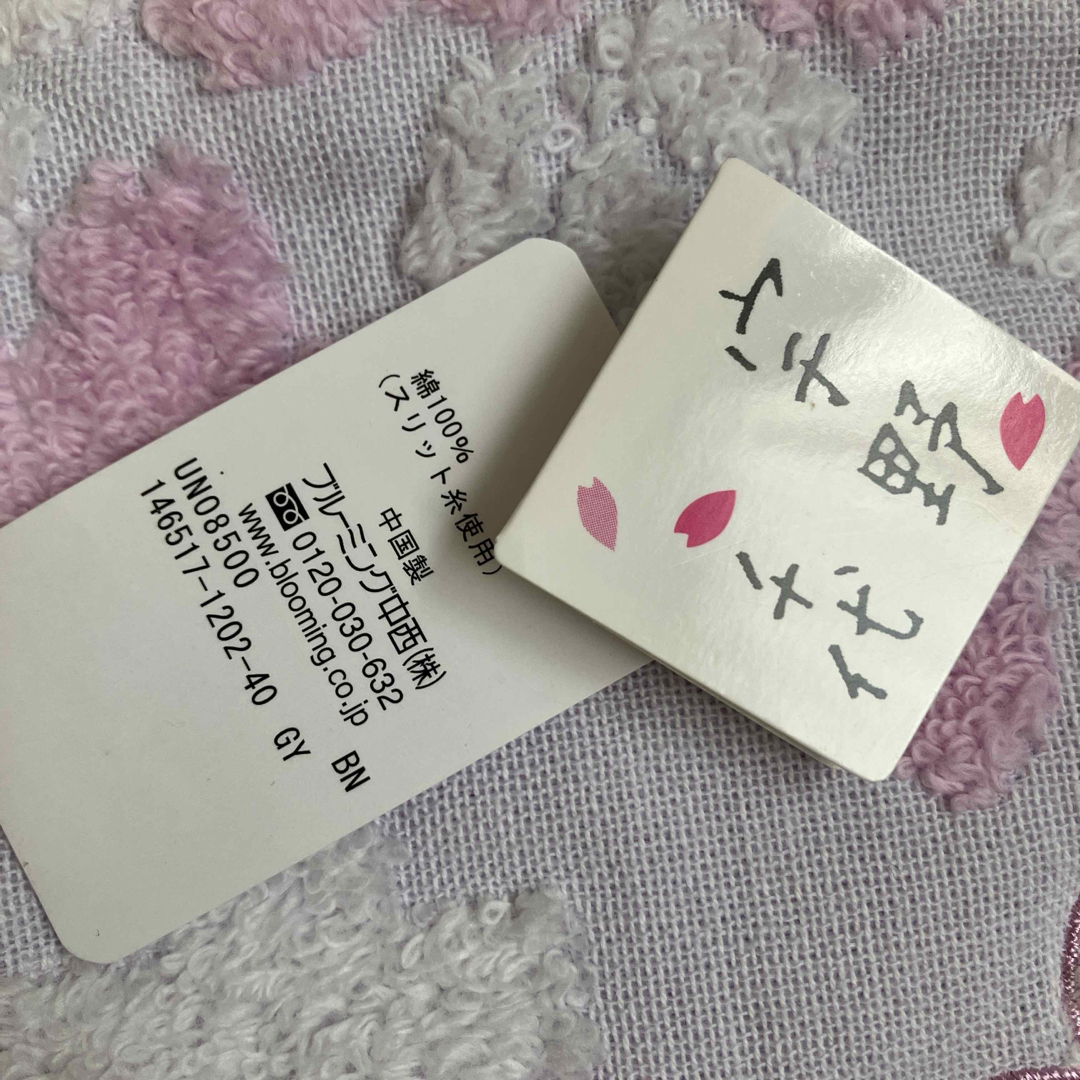 綿100%
(スリット糸使用)
中国製
ブルーミング中西(株)
0120-030-632
www.blooming.co.jp
UN08500 BN
146517-1202-40 GY
宇野
千代